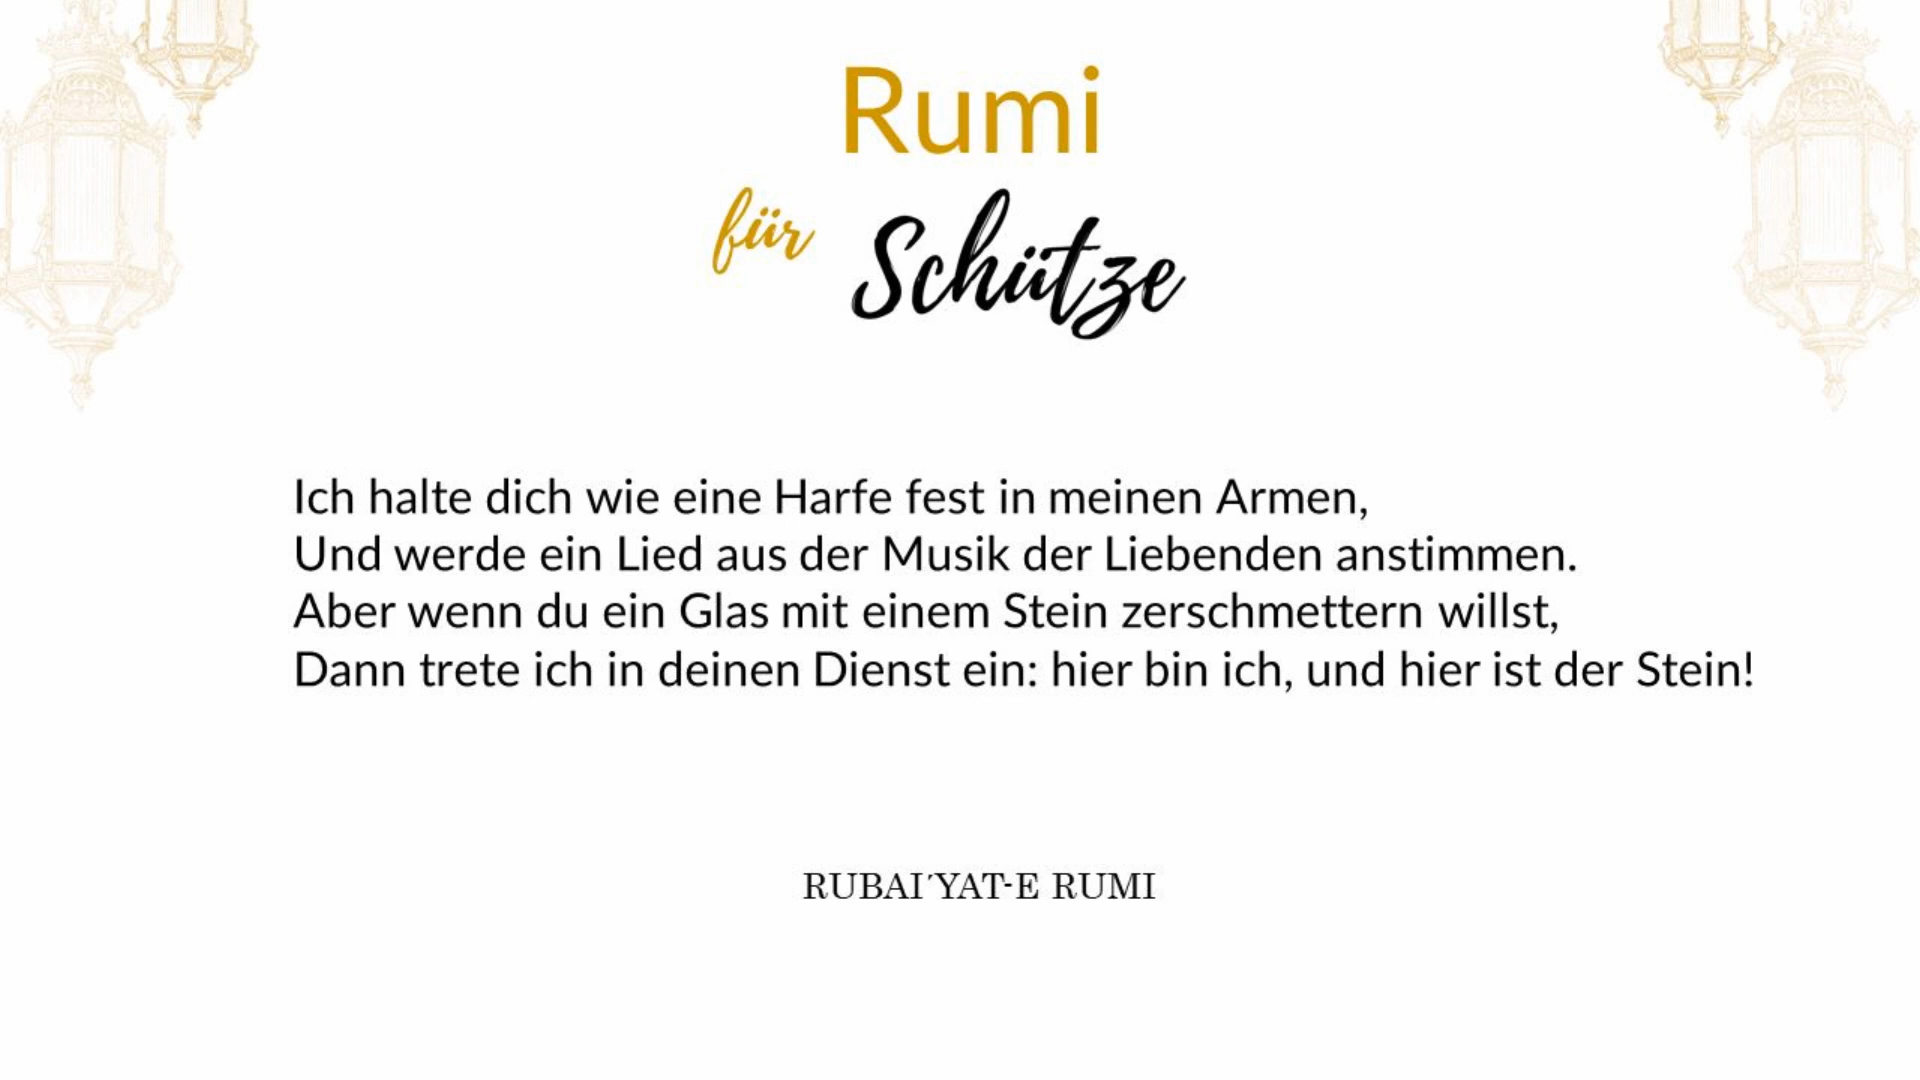 Rumi
für Schütze
Ich halte dich wie eine Harfe fest in meinen Armen,
Und werde ein Lied aus der Musik der Liebenden anstimmen.
Aber wenn du ein Glas mit einem Stein zerschmettern willst,
Dann trete ich in deinen Dienst ein: hier bin ich, und hier ist der Stein!
RUBAI´YAT-E RUMI